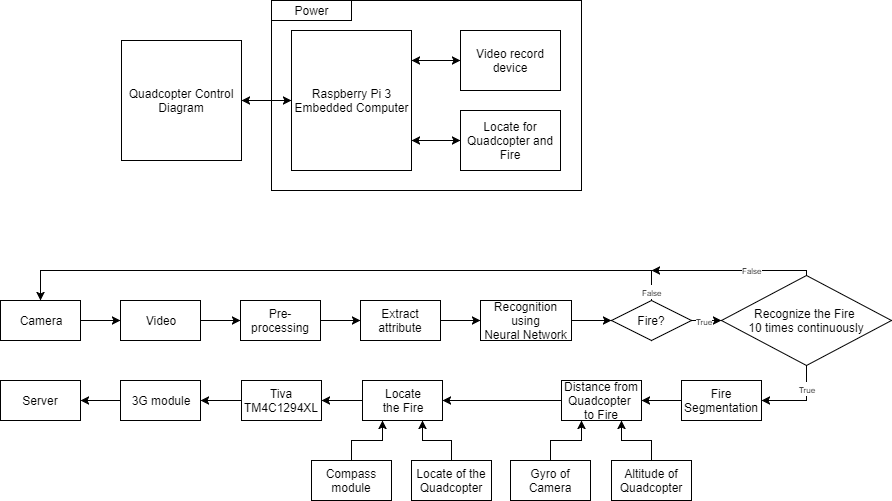 Power
Quadcopter Control
Diagram
Raspberry Pi 3
Embedded Computer
Video record
device
Locate for
Quadcopter and
Fire
False
False
Camera
Video
Pre-
processing
Extract
attribute
Recognition
using
Neural Network
Fire?
True
Recognize the Fire
10 times continuously
True
Server
3G module
Tiva
TM4C1294XL
Locate
the Fire
Distance from
Quadcopter
to Fire
Fire
Segmentation
Compass
module
Locate of the
Quadcopter
Gyro of
Camera
Altitude of
Quadcopter